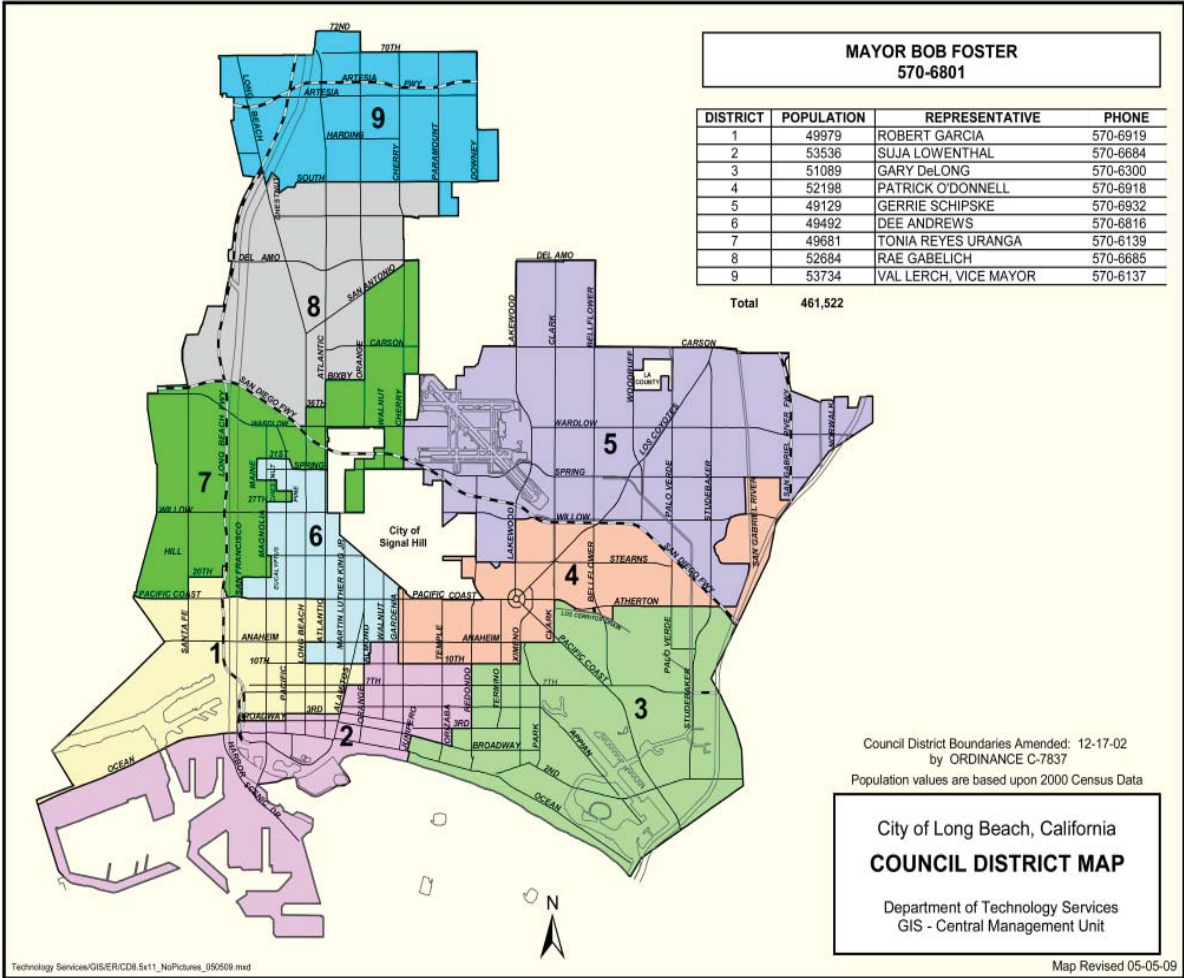 MAYOR BOB FOSTER
570-6801
DISTRICT POPULATION REPRESENTATIVE PHONE
1 49979 ROBERT GARCIA 570-6919
2 53536 SUJA LOWENTHAL 570-6684
3 51089 GARY DeLONG 570-6300
4 52198 PATRICK O'DONNELL 570-6918
5 49129 GERRIE SCHIPSKE 570-6932
6 49492 DEE ANDREWS 570-6816
7 49681 TONIA REYES URANGA 570-6139
8 52684 RAE GABELICH 570-6685
9 53734 VAL LERCH, VICE MAYOR 570-6137
Total 461,522
72ND
70TH
ARTESIA FWY
ARTESIA
LONG BEACH
9
HARDING
CHERRY
PARAMOUNT
DOWNEY
SOUTH
CHESTNUT
DEL AMO
SAN ANTONIO
8
ATLANTIC
ORANGE
CARSON
BIXBY
SAN DIEGO FWY
36TH
WALNUT
CHERRY
DEL AMO
LAKEWOOD
CLARK
BELLFLOWER
CARSON
WOODRUFF
LA
COUNTY
LOS COYOTES
WARDLOW
5
SPRING
PALO VERDE
STUDEBAKER
SAN GABRIEL RIVER FWY
NORWALK
WILLOW
LAKEWOOD
SAN GABRIEL RIVER
SAN DIEGO FWY
LONG BEACH FWY
WARDLOW
31ST
SPRING
MAINE
CHESTNUT
PINE
27TH
7
WILLOW
MAGNOLIA
SAN FRANCISCO
HILL
20TH
EUCALYPTUS
6
City of
Signal Hill
MARTIN LUTHER KING JR
ATLANTIC
LONG BEACH
ALMOND
WALNUT
GARDENIA
PACIFIC COAST
PACIFIC COAST
4
STEARNS
BELLFLOWER
ATHERTON
LOS CERRITOS DRAIN
CLARK
XIMENO
TEMPLE
ANAHEIM
10TH
PACIFIC COAST
SANTA FE
ANAHEIM
1
10TH
PACIFIC
ALAMITOS
7TH
ORANGE
3RD
BROADWAY
2
JUNIPERO
ORIZABA
REDONDO
TERMINO
3RD
BROADWAY
PARK
7TH
PALO VERDE
STUDEBAKER
3
APPIAN
2ND
OCEAN
OCEAN
HARBOR SCENIC DR
N
Council District Boundaries Amended: 12-17-02
by ORDINANCE C-7837
Population values are based upon 2000 Census Data
City of Long Beach, California
COUNCIL DISTRICT MAP
Department of Technology Services
GIS - Central Management Unit
Technology Services/GIS/ER/CD8.5x11_NoPictures_050509.mxd
Map Revised 05-05-09